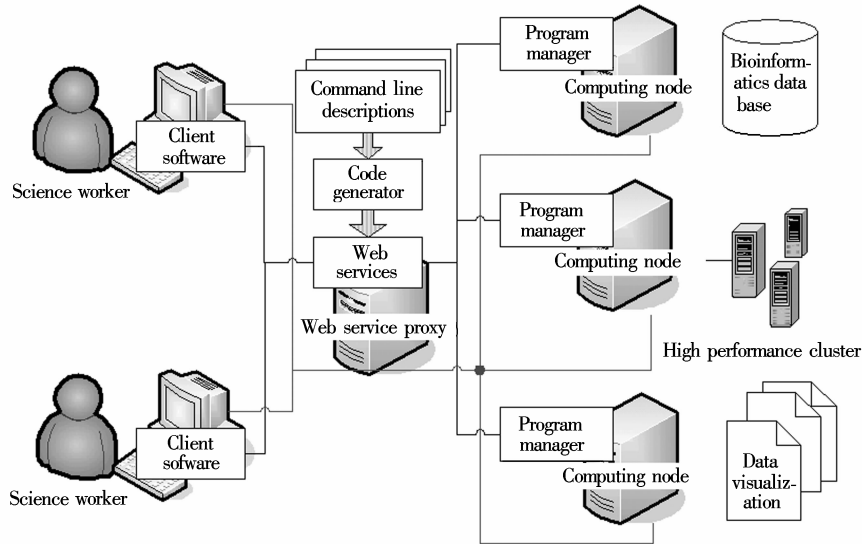 Program
manager
Computing node
Bioinform-
atics data
base
Command line
descriptions
Client
software
Science worker
Code
generator
Program
manager
Computing node
Web
services
Web service proxy
High performance cluster
Client
sofware
Science worker
Program
manager
Computing node
Data
visualiz-
ation